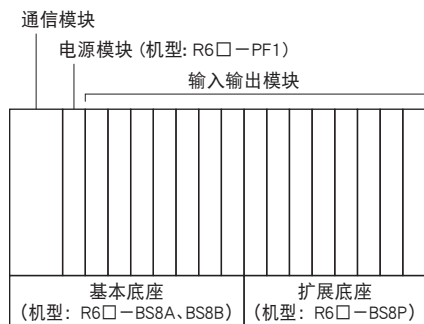 通信模块
电源模块 (机型: R6□－PF1)
输入输出模块
基本底座
(机型: R6□－BS8A、BS8B)
扩展底座
(机型: R6□－BS8P)